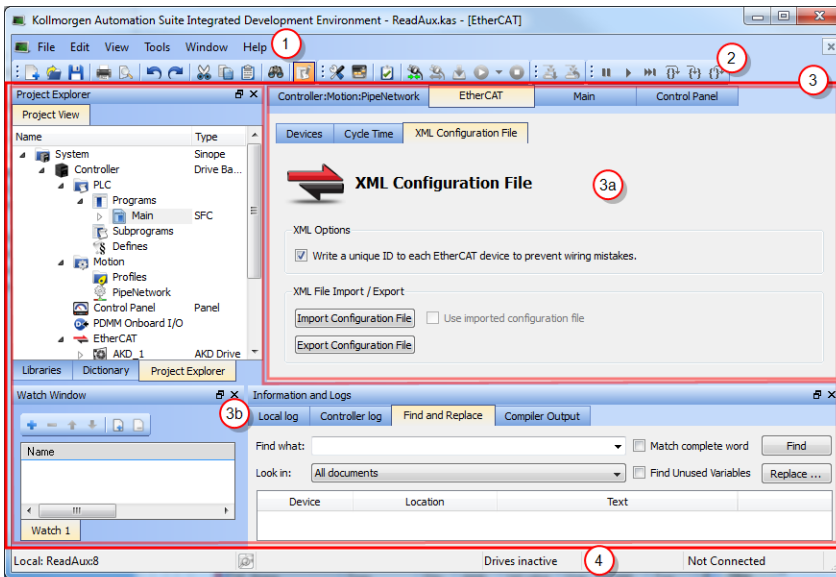 Kollmorgen Automation Suite Integrated Development Environment - ReadAux.kas - [EtherCAT]
File Edit View Tools Window Help 1
2
3
Project Explorer
Project View
Name Type
System Sinope
Controller Drive Ba...
PLC
Programs
Main SFC
Subprograms
Defines
Motion
Profiles
PipeNetwork
Control Panel Panel
PDMM Onboard I/O
EtherCAT
AKD_1 AKD Drive
Libraries Dictionary Project Explorer
Controller:Motion:PipeNetwork EtherCAT Main Control Panel
Devices Cycle Time XML Configuration File
XML Configuration File 3a
XML Options
Write a unique ID to each EtherCAT device to prevent wiring mistakes.
XML File Import / Export
Import Configuration File Use imported configuration file
Export Configuration File
Watch Window
3b
Name
Watch 1
Information and Logs
Local log Controller log Find and Replace Compiler Output
Find what: Match complete word Find
Look in: All documents Find Unused Variables Replace ...
Device Location Text
Local: ReadAux:8 Drives inactive 4 Not Connected